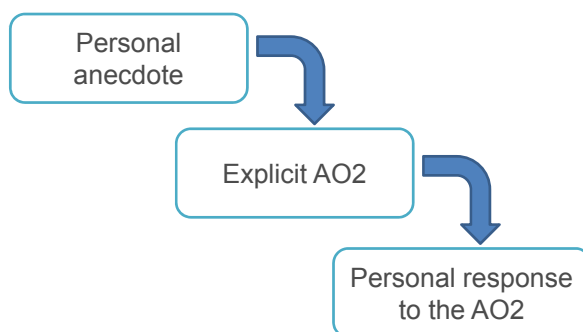 Personal
anecdote
Explicit AO2
Personal response
to the AO2